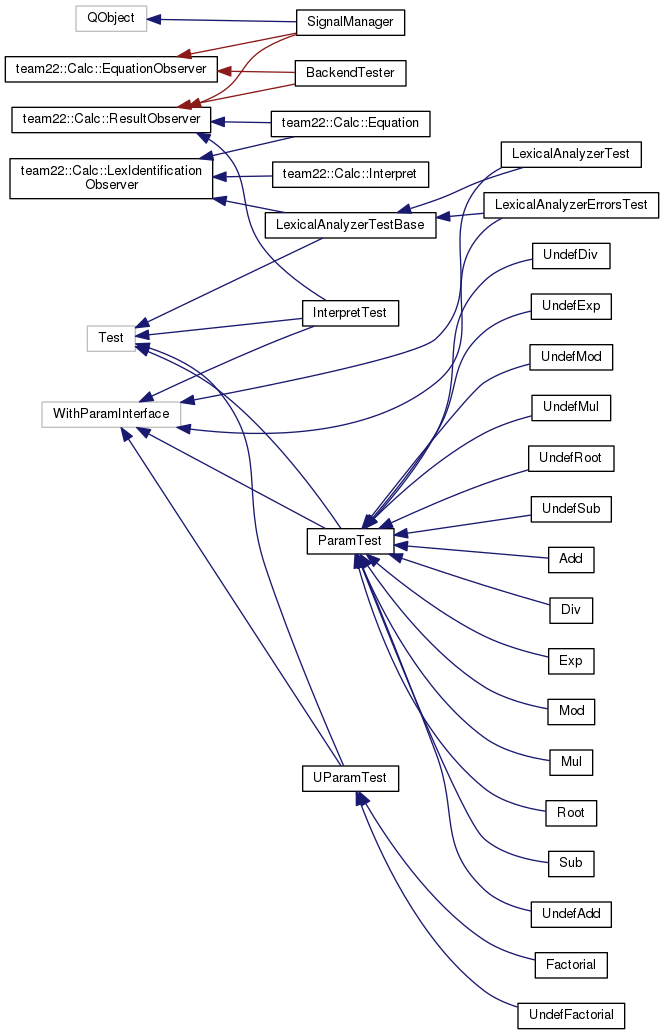 QObject
SignalManager
team22::Calc::EquationObserver
BackendTester
team22::Calc::ResultObserver
team22::Calc::Equation
team22::Calc::LexIdentification
Observer
team22::Calc::Interpret
LexicalAnalyzerTest
LexicalAnalyzerErrorsTest
LexicalAnalyzerTestBase
UndefDiv
UndefExp
InterpretTest
Test
UndefMod
UndefMul
WithParamInterface
UndefRoot
UndefSub
ParamTest
Add
Div
Exp
Mod
Mul
UParamTest
Root
Sub
UndefAdd
Factorial
UndefFactorial